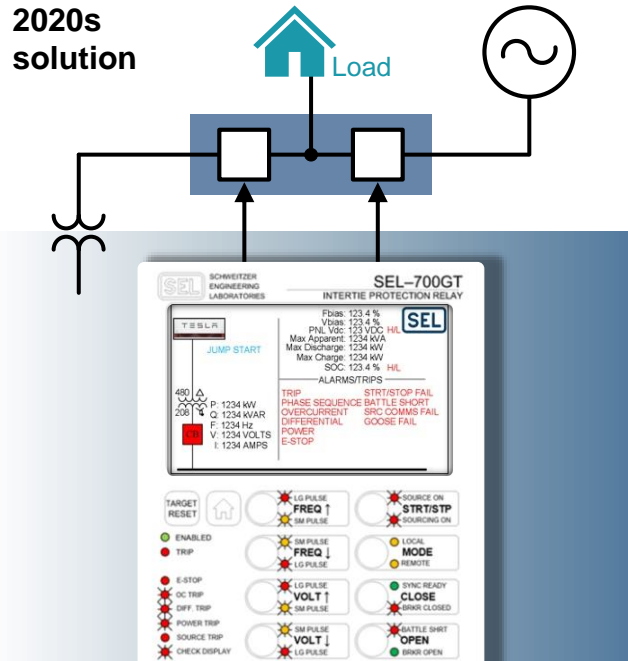 2020s
solution
Load
SEL
SCHWEITZER
ENGINEERING
LABORATORIES
SEL–700GT
INTERTIE PROTECTION RELAY
TESLA
JUMP START
480
208
P: 1234 kW
Q: 1234 kVAR
F: 1234 Hz
V: 1234 VOLTS
I: 1234 AMPS
CB
Fbias: 123.4 %
Vbias: 123.4 %
PNL Vdc: 123 VDC H/L
Max Apparent: 1234 kVA
Max Discharge: 1234 kW
Max Charge: 1234 kW
SOC: 123.4 % H/L
SEL
ALARMS/TRIPS
TRIP STRT/STOP FAIL
PHASE SEQUENCE BATTLE SHORT
OVERCURRENT SRC COMMS FAIL
DIFFERENTIAL GOOSE FAIL
POWER
E-STOP
TARGET
RESET
ENABLED
TRIP
E-STOP
OC TRIP
DIFF. TRIP
POWER TRIP
SOURCE TRIP
CHECK DISPLAY
LG PULSE
FREQ ↑
SM PULSE
SM PULSE
FREQ ↓
LG PULSE
LG PULSE
VOLT ↑
SM PULSE
SM PULSE
VOLT ↓
LG PULSE
SOURCE ON
STRT/STP
SOURCING ON
LOCAL
MODE
REMOTE
SYNC READY
CLOSE
BRKR CLOSED
BATTLE SHRT
OPEN
BRKR OPEN